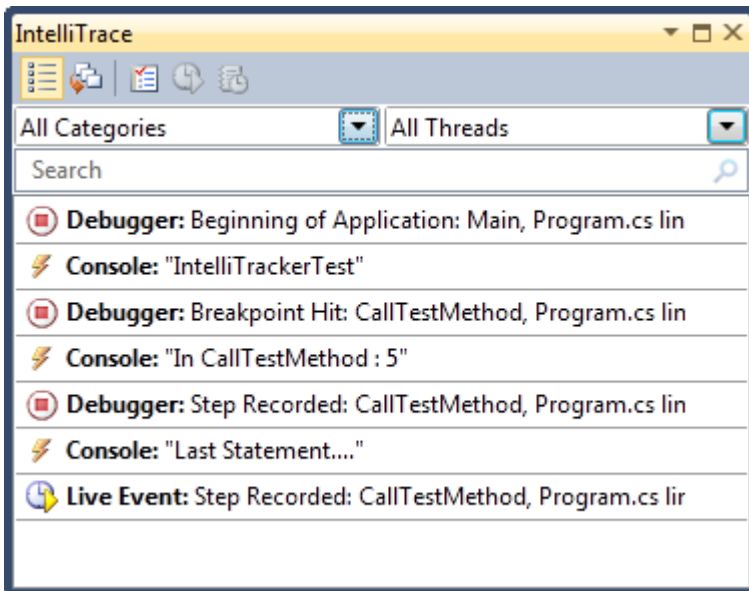 IntelliTrace
All Categories All Threads
Search
Debugger: Beginning of Application: Main, Program.cs lin
Console: "IntelliTrackerTest"
Debugger: Breakpoint Hit: CallTestMethod, Program.cs lin
Console: "In CallTestMethod : 5"
Debugger: Step Recorded: CallTestMethod, Program.cs lin
Console: "Last Statement...."
Live Event: Step Recorded: CallTestMethod, Program.cs lir